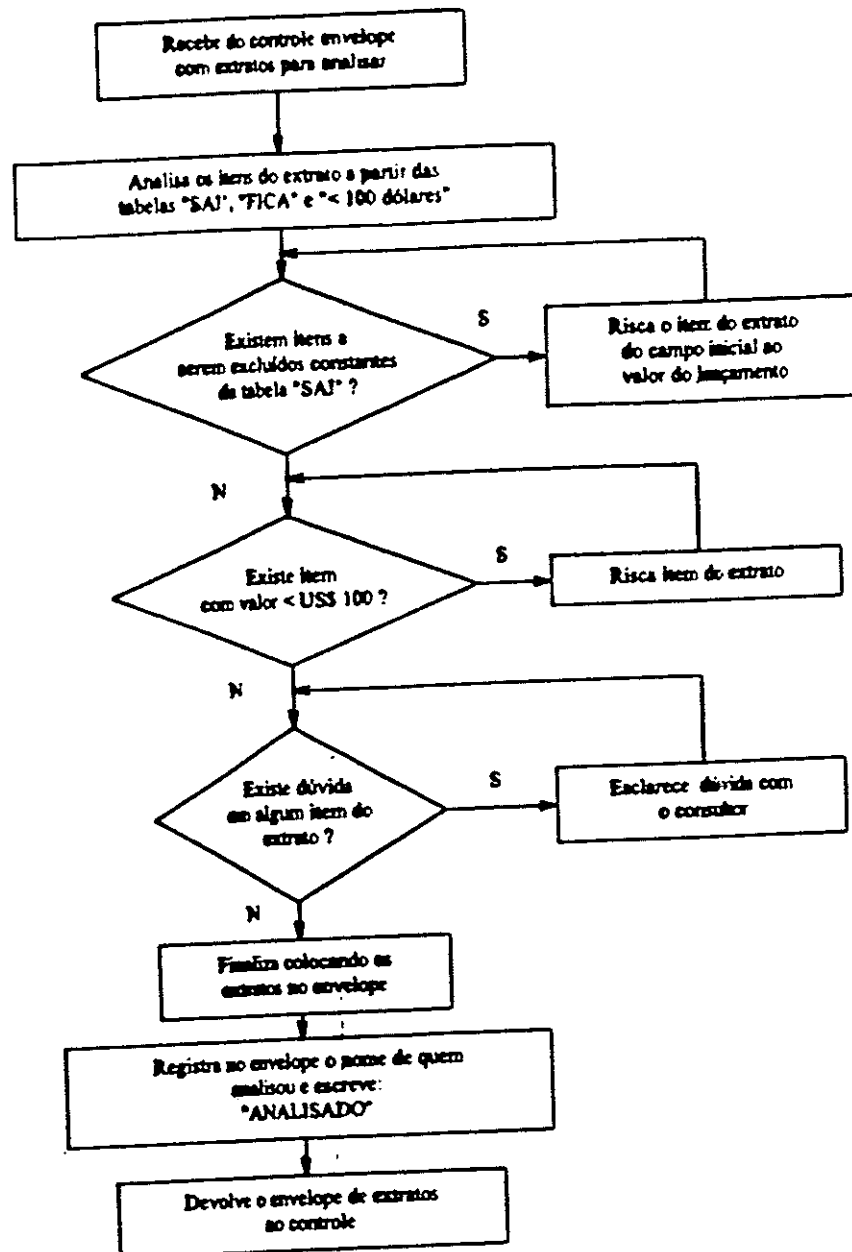 Recebe do controle envelope
com extratos para analisar
Analisa os itens do extrato a partir das
tabelas "SAI", "FICA" e "< 100 dólares"
Existem itens a
serem excluídos constantes
da tabela "SAI" ?
S
Risca o item do extrato
do campo inicial ao
valor do lançamento
N
Existe item
com valor < US$ 100 ?
S
Risca item do extrato
N
Existe dúvida
em algum item do
extrato ?
S
Esclarece dúvida com
o consultor
N
Finaliza colocando os
extratos no envelope
Registra no envelope o nome de quem
analisou e escreve:
"ANALISADO"
Devolve o envelope de extratos
ao controle